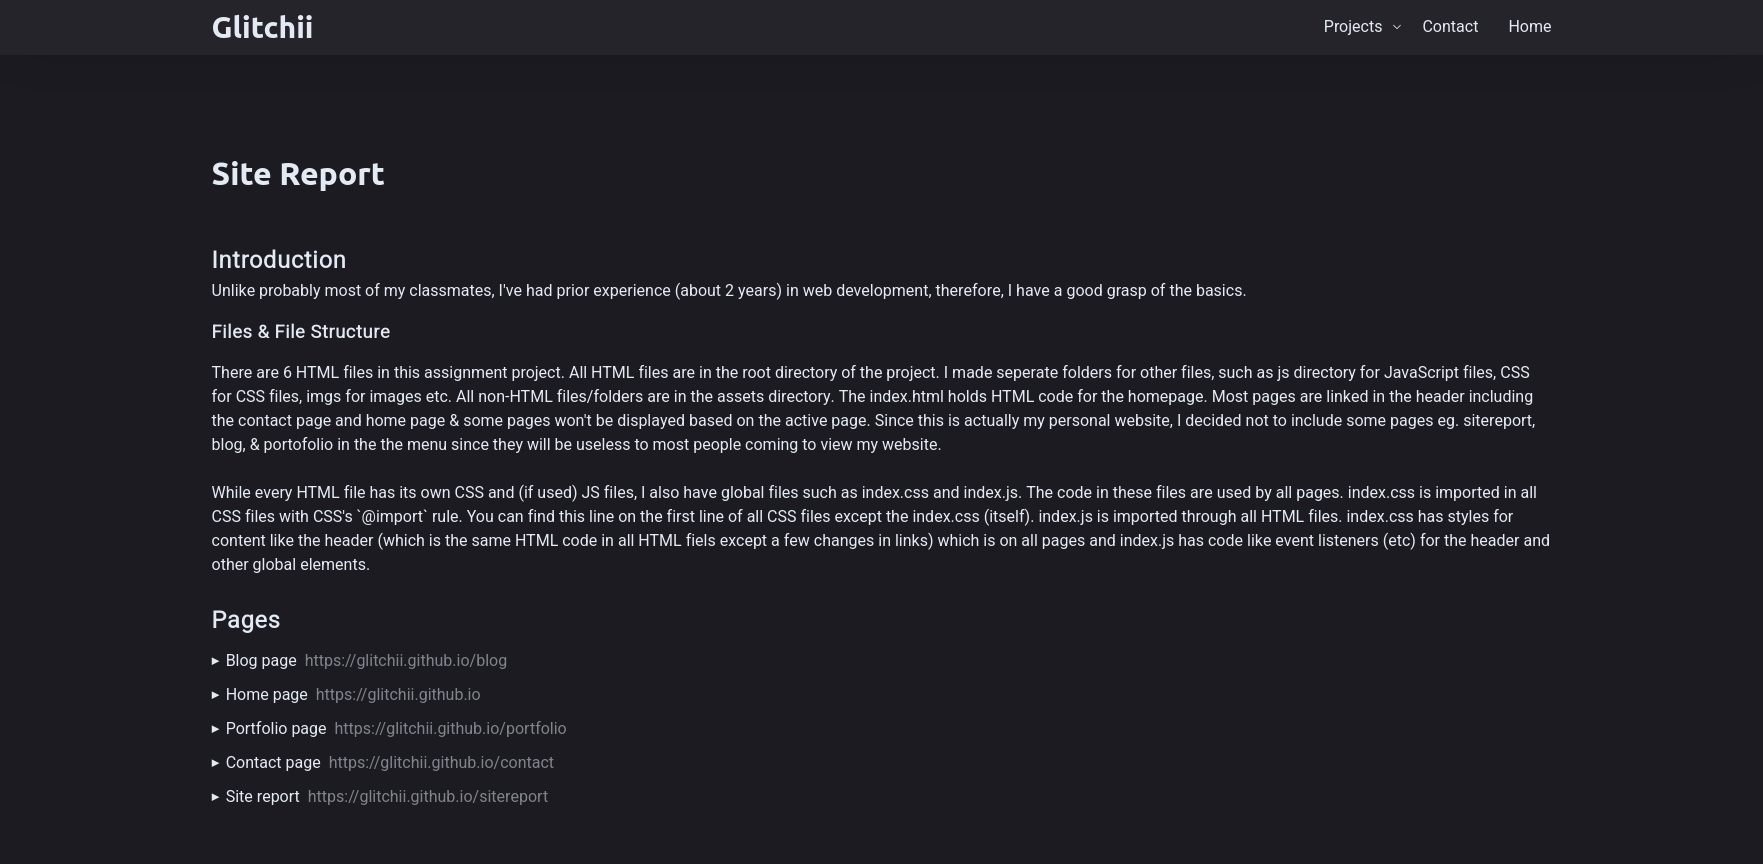 Glitchii
Projects
Contact
Home
Site Report
Introduction
Unlike probably most of my classmates, I've had prior experience (about 2 years) in web development, therefore, I have a good grasp of the basics.
Files & File Structure
There are 6 HTML files in this assignment project. All HTML files are in the root directory of the project. I made seperate folders for other files, such as js directory for JavaScript files, CSS
for CSS files, imgs for images etc. All non-HTML files/folders are in the assets directory. The index.html holds HTML code for the homepage. Most pages are linked in the header including
the contact page and home page & some pages won't be displayed based on the active page. Since this is actually my personal website, I decided not to include some pages eg. sitereport,
blog, & portofolio in the the menu since they will be useless to most people coming to view my website.
While every HTML file has its own CSS and (if used) JS files, I also have global files such as index.css and index.js. The code in these files are used by all pages. index.css is imported in all
CSS files with CSS's `@import` rule. You can find this line on the first line of all CSS files except the index.css (itself). index.js is imported through all HTML files. index.css has styles for
content like the header (which is the same HTML code in all HTML fiels except a few changes in links) which is on all pages and index.js has code like event listeners (etc) for the header and
other global elements.
Pages
▸ Blog page https://glitchii.github.io/blog
▸ Home page https://glitchii.github.io
▸ Portfolio page https://glitchii.github.io/portfolio
▸ Contact page https://glitchii.github.io/contact
▸ Site report https://glitchii.github.io/sitereport